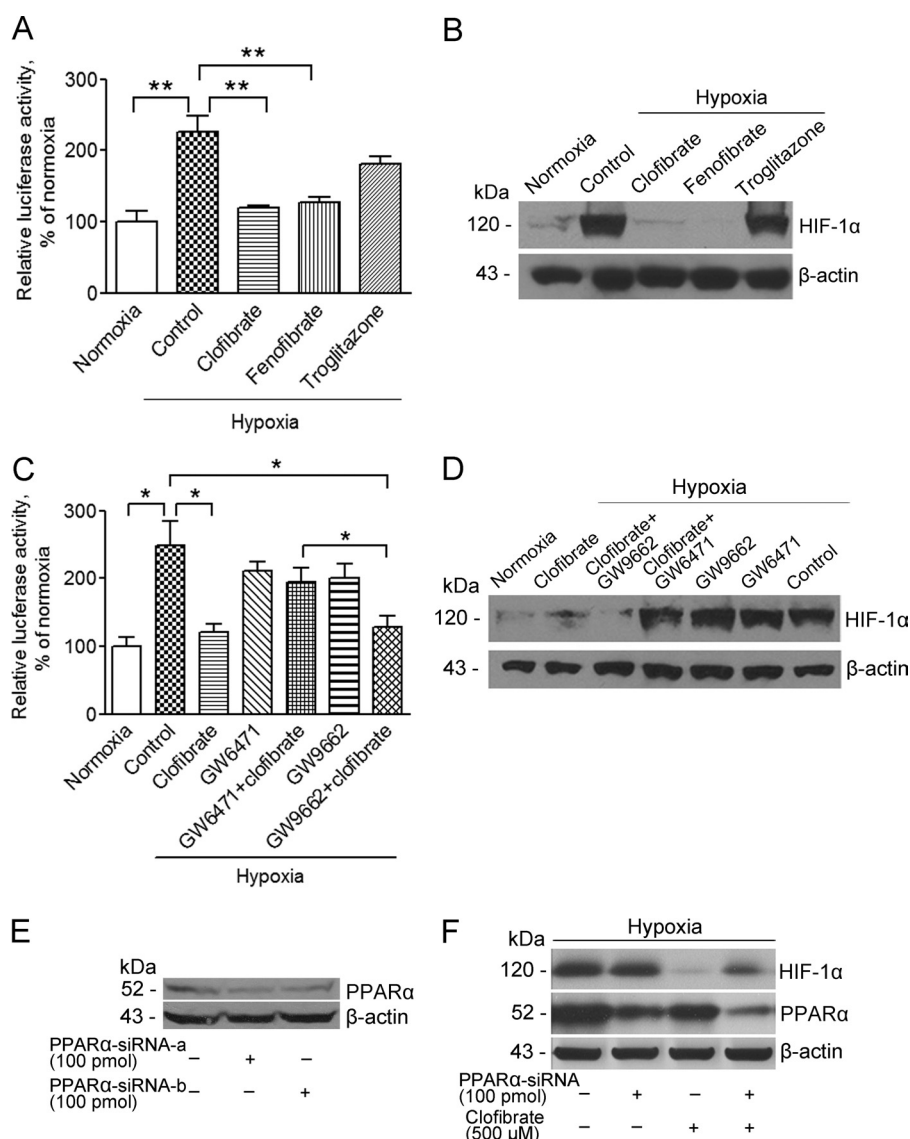 A
Relative luciferase activity,
% of normoxia
300
200
100
0
**
**
**
Normoxia
Control
Clofibrate
Fenofibrate
Troglitazone
Hypoxia
B
Hypoxia
Normoxia
Control
Clofibrate
Fenofibrate
Troglitazone
kDa
120 -
HIF-1α
43 -
β-actin
C
Relative luciferase activity,
% of normoxia
300
200
100
0
*
*
*
*
Normoxia
Control
Clofibrate
GW6471
GW6471+clofibrate
GW9662
GW9662+clofibrate
Hypoxia
D
Hypoxia
Normoxia
Clofibrate
Clofibrate+
GW9662
Clofibrate+
GW6471
GW9662
GW6471
Control
kDa
120 -
HIF-1α
43 -
β-actin
E
kDa
52 -
PPARα
43 -
β-actin
PPARα-siRNA-a
(100 pmol)
– + –
PPARα-siRNA-b
(100 pmol)
– – +
F
Hypoxia
kDa
120 -
HIF-1α
52 -
PPARα
43 -
β-actin
PPARα-siRNA
(100 pmol)
– + – +
Clofibrate
(500 µM)
– – + +